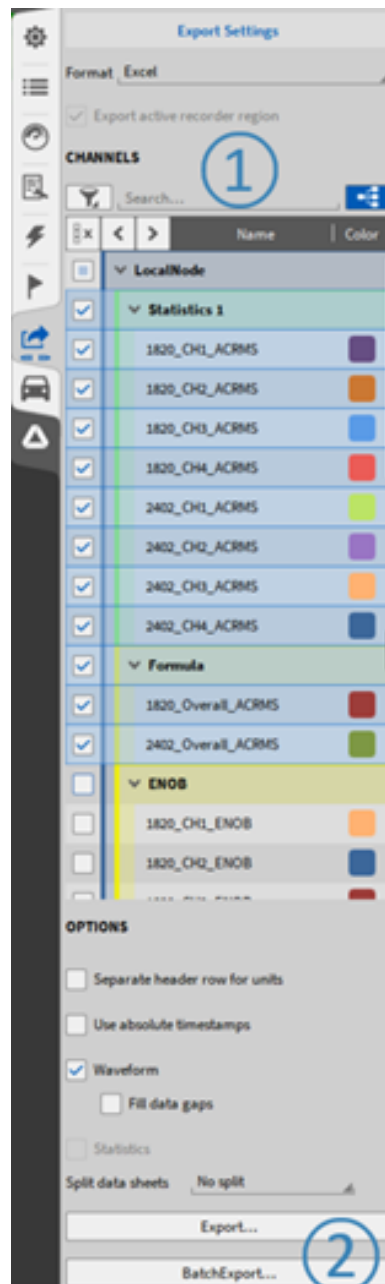 Export Settings
Format Excel
Export active recorder region
CHANNELS
1
Search...
x < > Name Color
LocalNode
Statistics 1
1820_CH1_ACRMS
1820_CH2_ACRMS
1820_CH3_ACRMS
1820_CH4_ACRMS
2402_CH1_ACRMS
2402_CH2_ACRMS
2402_CH3_ACRMS
2402_CH4_ACRMS
Formula
1820_Overall_ACRMS
2402_Overall_ACRMS
ENOB
1820_CH1_ENOB
1820_CH2_ENOB
OPTIONS
Separate header row for units
Use absolute timestamps
Waveform
Fill data gaps
Statistics
Split data sheets No split
Export...
2
BatchExport...